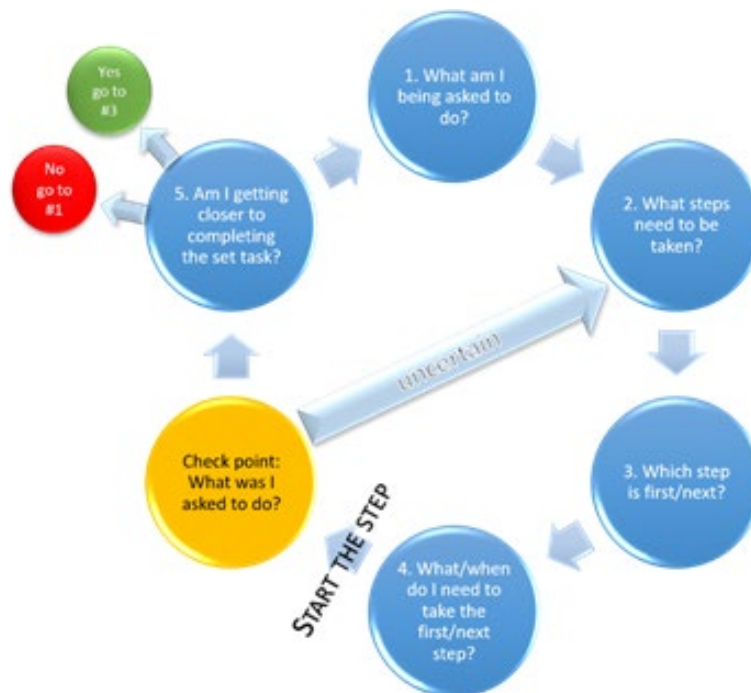 Yes
go to
#3
No
go to
#1
1. What am I
being asked to
do?
2. What steps
need to be
taken?
3. Which step
is first/next?
4. What/when
do I need to
take the
first/next
step?
START THE STEP
Check point:
What was I
asked to do?
uncertain
5. Am I getting
closer to
completing
the set task?